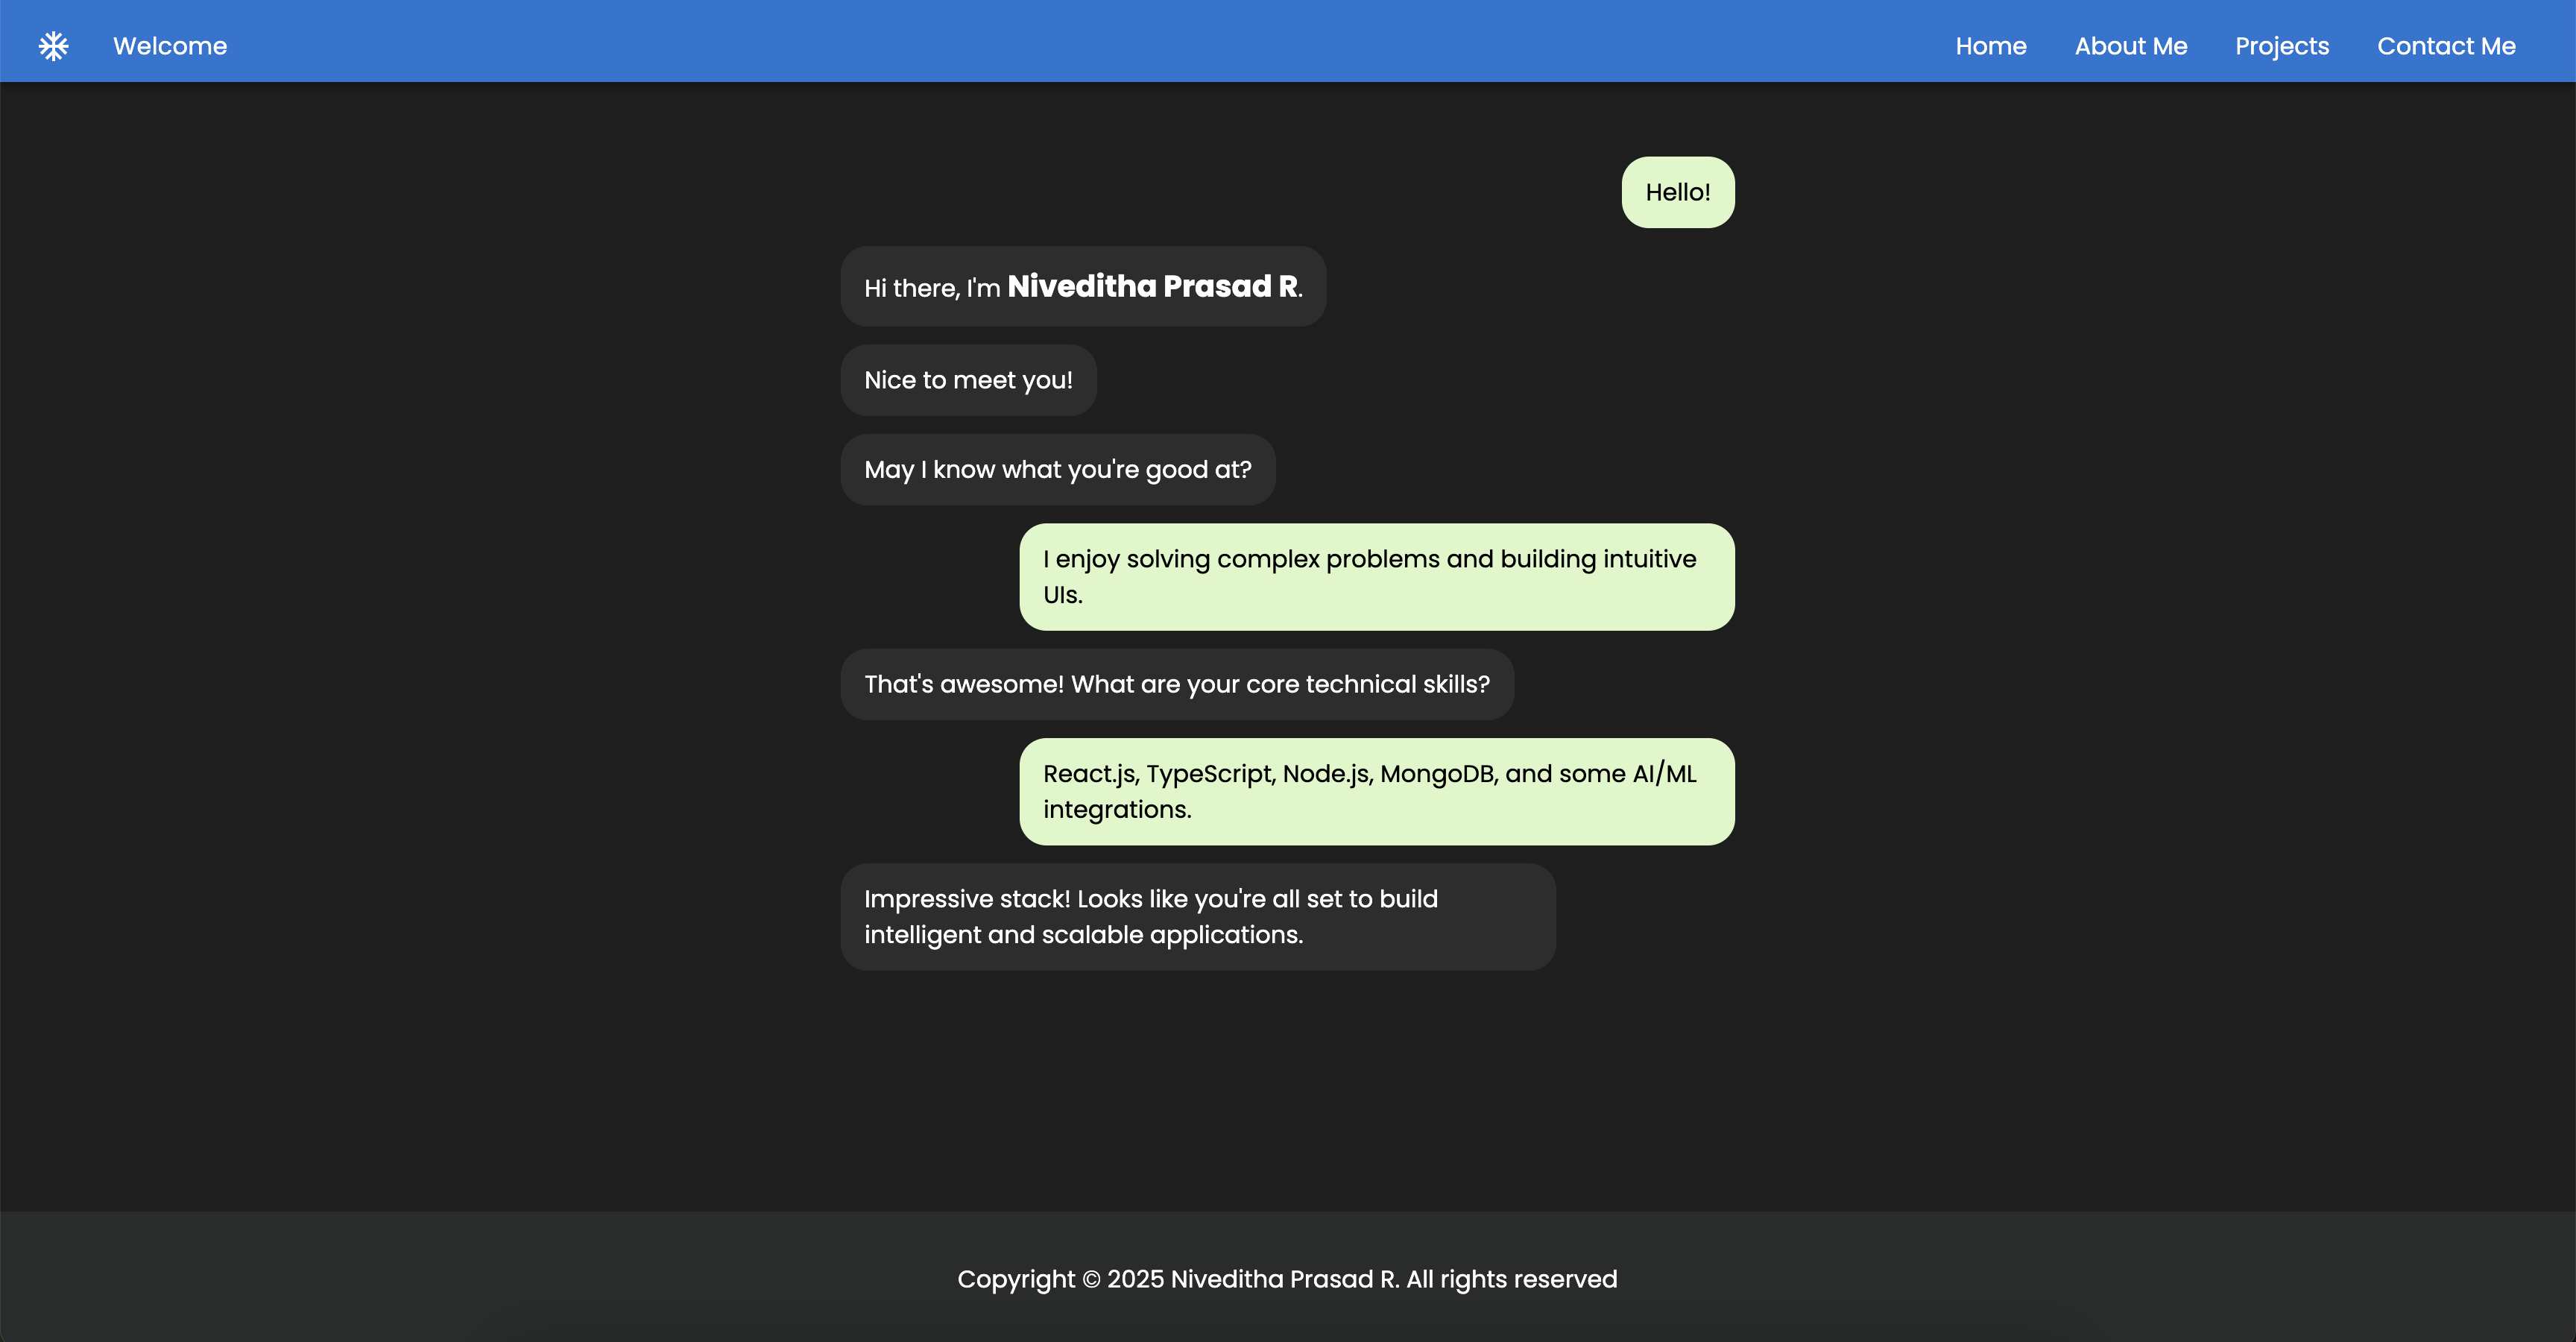 Welcome
Home
About Me
Projects
Contact Me
Hello!
Hi there, I'm Niveditha Prasad R.
Nice to meet you!
May I know what you're good at?
I enjoy solving complex problems and building intuitive
UIs.
That's awesome! What are your core technical skills?
React.js, TypeScript, Node.js, MongoDB, and some AI/ML
integrations.
Impressive stack! Looks like you're all set to build
intelligent and scalable applications.
Copyright © 2025 Niveditha Prasad R. All rights reserved